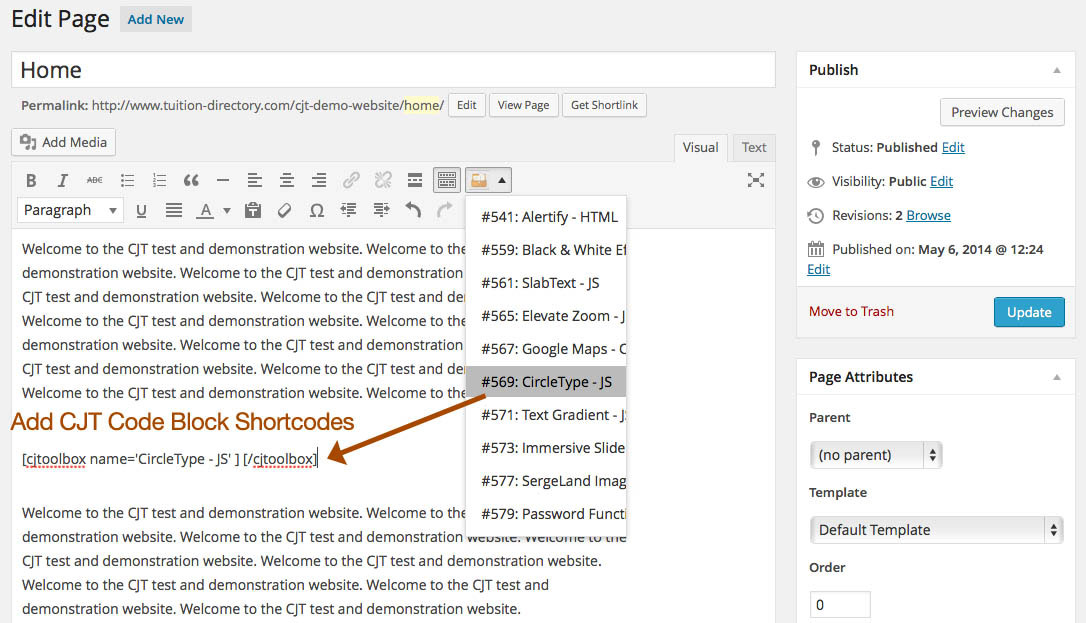 Edit Page Add New
Home
Permalink: http://www.tuition-directory.com/cjt-demo-website/home/ Edit View Page Get Shortlink
Add Media
Visual Text
B I ABC
Paragraph U A Ω
#541: Alertify - HTML
#559: Black & White Ef
#561: SlabText - JS
#565: Elevate Zoom - J
#567: Google Maps - C
#569: CircleType - JS
#571: Text Gradient - JS
#573: Immersive Slide
#577: SergeLand Imag
#579: Password Functi
Welcome to the CJT test and demonstration website. Welcome to the
demonstration website. Welcome to the CJT test and demonstration
CJT test and demonstration website. Welcome to the CJT test and de
Welcome to the CJT test and demonstration website. Welcome to the
demonstration website. Welcome to the CJT test and demonstration
CJT test and demonstration website. Welcome to the CJT test and de
Welcome to the CJT test and demonstration website. Welcome to the
Add CJT Code Block Shortcodes
[cjtoolbox name='CircleType - JS' ] [/cjtoolbox]
Welcome to the CJT test and demonstration website. Welcome to the
demonstration website. Welcome to the CJT test and demonstration website. Welcome to the
CJT test and demonstration website. Welcome to the CJT test and demonstration website.
Welcome to the CJT test and demonstration website. Welcome to the CJT test and
demonstration website. Welcome to the CJT test and demonstration website.
Publish
Preview Changes
Status: Published Edit
Visibility: Public Edit
Revisions: 2 Browse
Published on: May 6, 2014 @ 12:24
Edit
Move to Trash Update
Page Attributes
Parent
(no parent)
Template
Default Template
Order
0